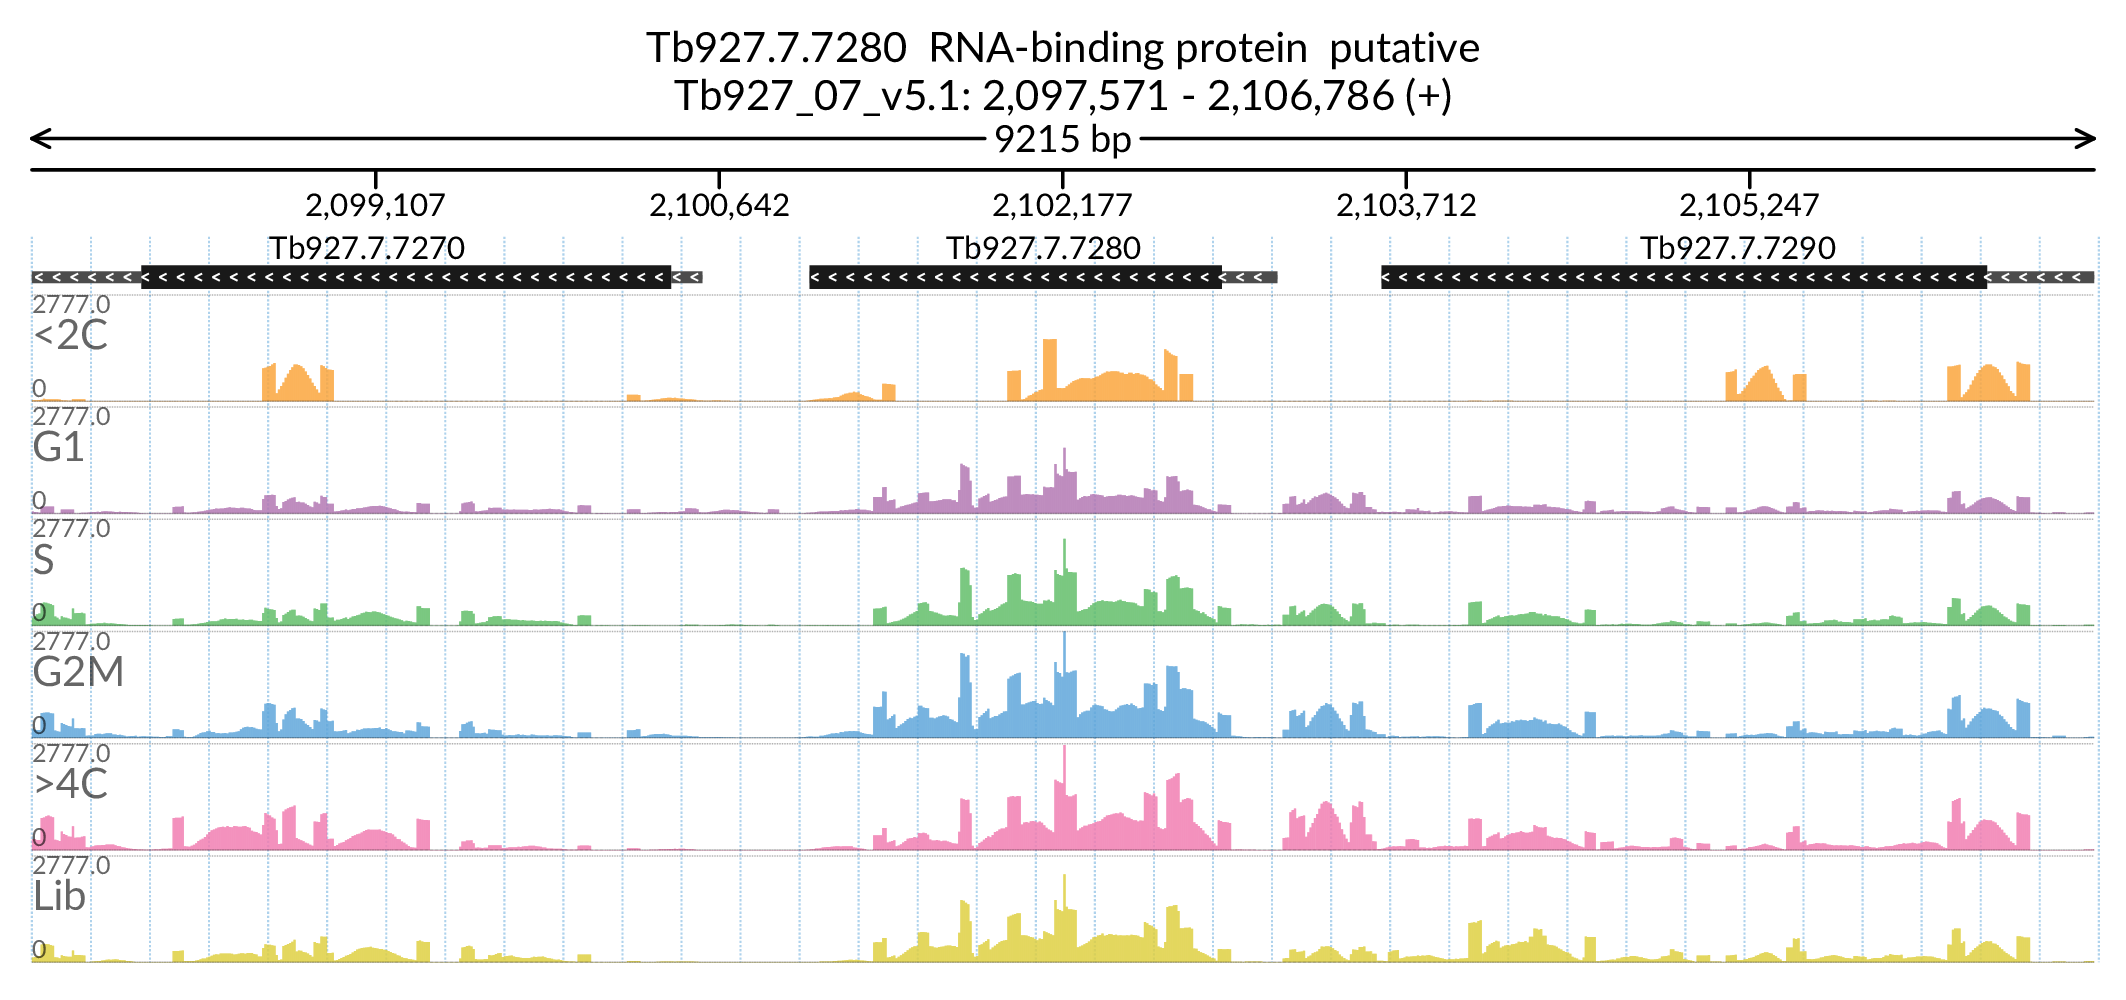 Tb927.7.7280  RNA-binding protein  putative
Tb927_07_v5.1: 2,097,571 - 2,106,786 (+)
9215 bp
2,099,107 2,100,642 2,102,177 2,103,712 2,105,247
Tb927.7.7270 Tb927.7.7280 Tb927.7.7290
2777.0
<2C
0
2777.0
G1
0
2777.0
S
0
2777.0
G2M
0
2777.0
>4C
0
2777.0
Lib
0